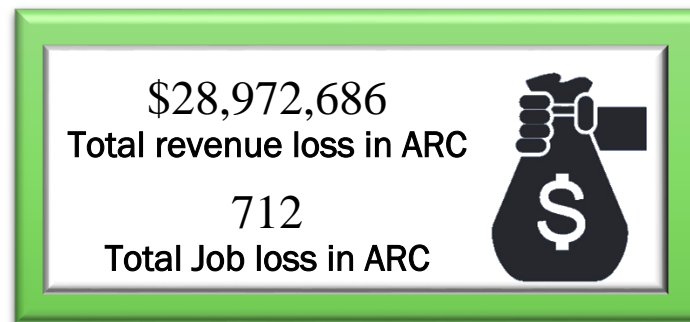 $28,972,686
Total revenue loss in ARC
712
Total Job loss in ARC
$